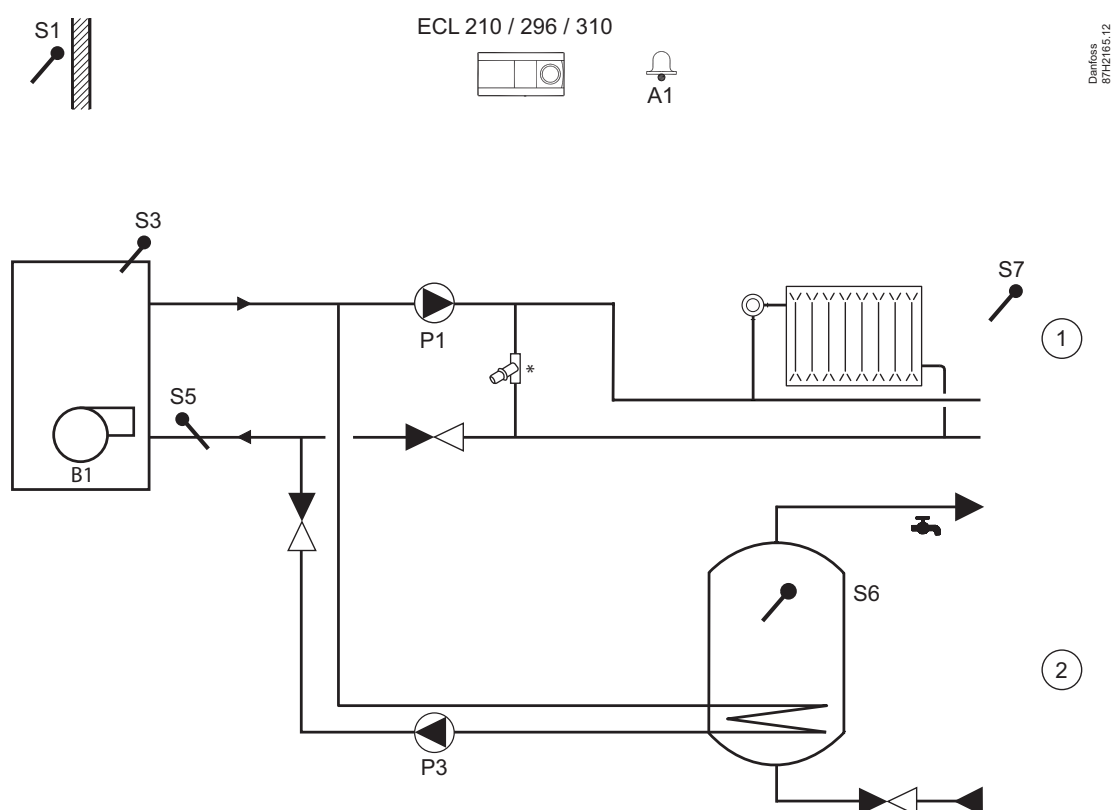 S1
ECL 210 / 296 / 310
A1
Danfoss
87H2165.12
S3
S7
P1
1
*
S5
B1
S6
2
P3